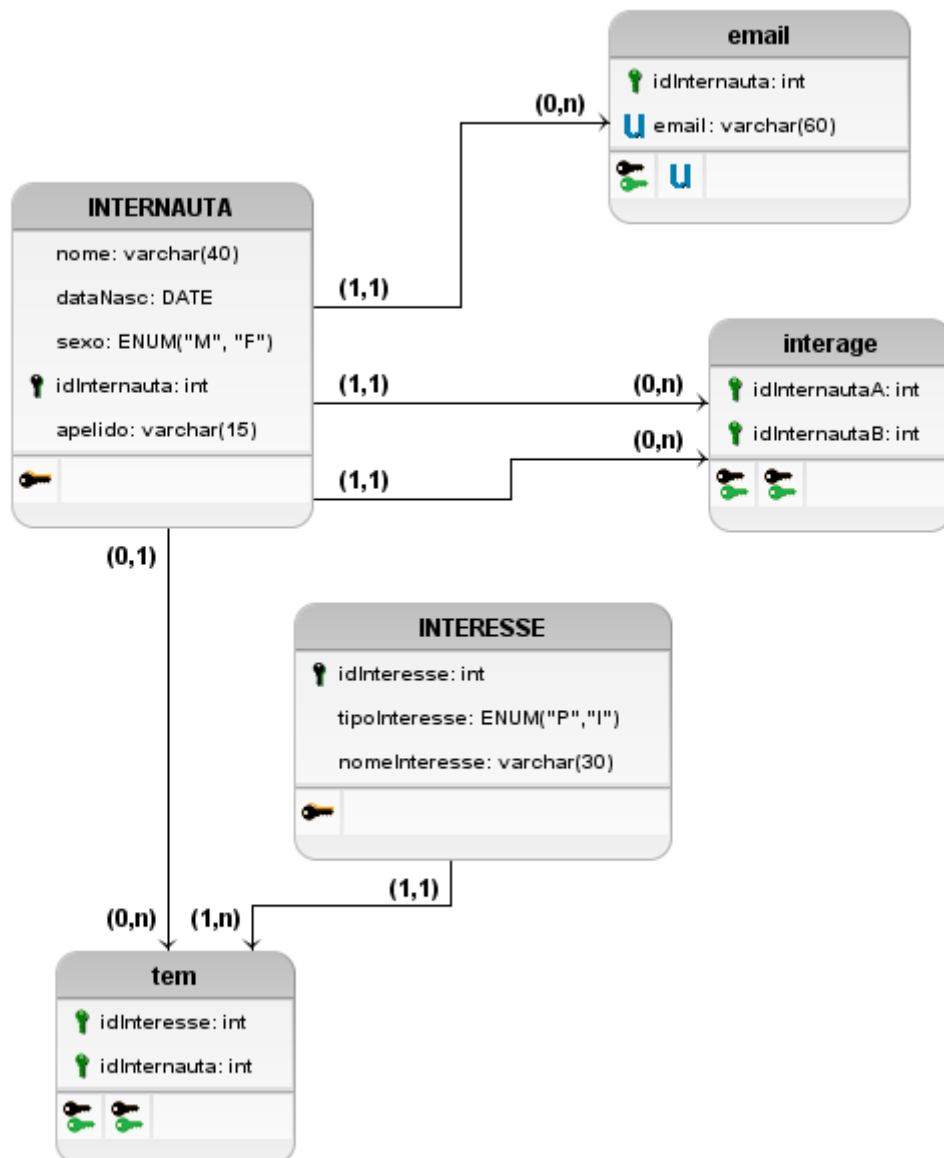 email
idInternauta: int
U email: varchar(60)
U
(0,n)
INTERNAUTA
nome: varchar(40)
dataNasc: DATE
sexo: ENUM("M", "F")
idInternauta: int
apelido: varchar(15)
(1,1)
(1,1)
(0,n)
(1,1)
(0,n)
interage
idInternautaA: int
idInternautaB: int
(0,1)
INTERESSE
idInteresse: int
tipoInteresse: ENUM("P","I")
nomeInteresse: varchar(30)
(1,1)
(0,n)
(1,n)
tem
idInteresse: int
idInternauta: int